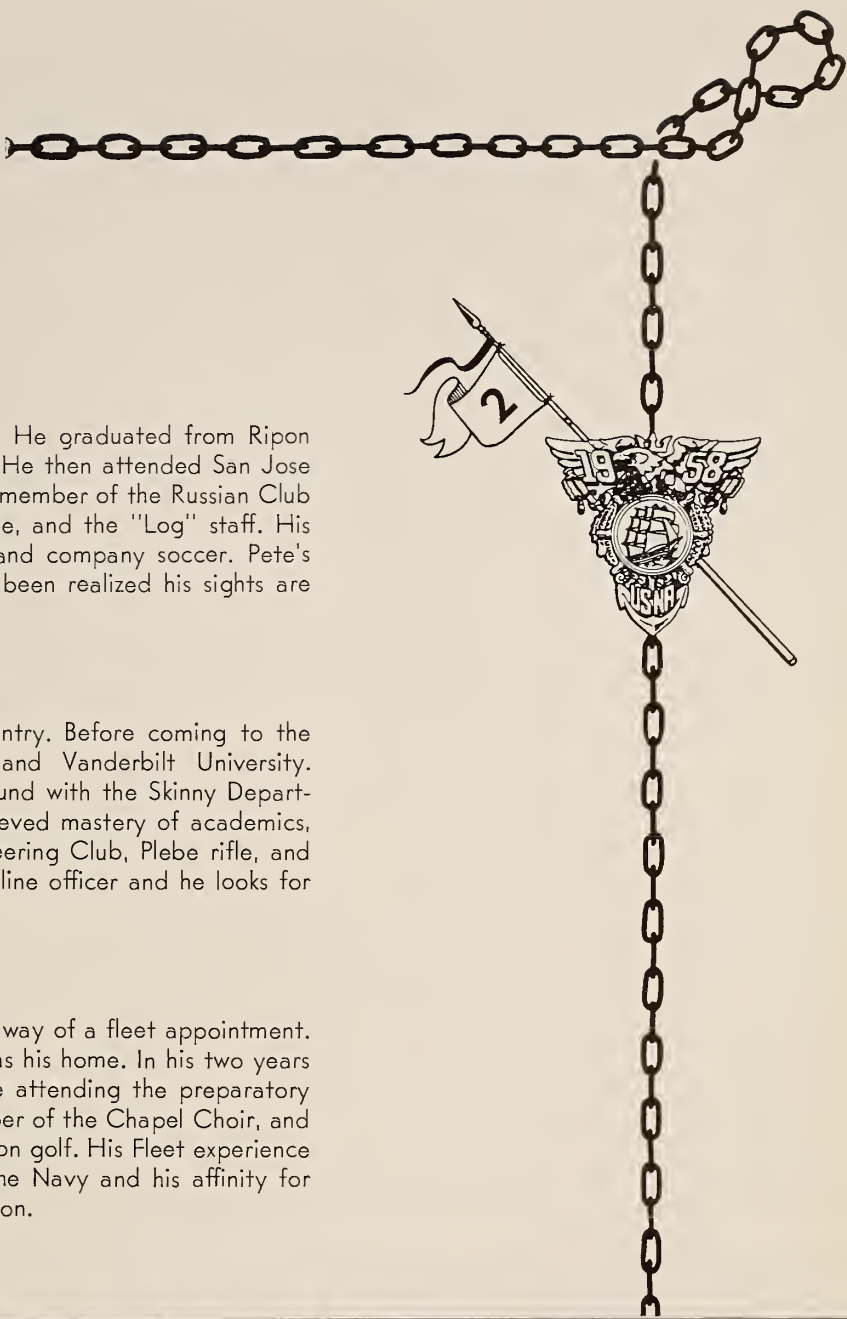 2
19 58
USNA
He graduated from Ripon
He then attended San Jose
member of the Russian Club
e, and the "Log" staff. His
and company soccer. Pete's
been realized his sights are
ntry. Before coming to the
and Vanderbilt University.
und with the Skinny Depart-
eved mastery of academics,
eering Club, Plebe rifle, and
line officer and he looks for
way of a fleet appointment.
as his home. In his two years
e attending the preparatory
ber of the Chapel Choir, and
on golf. His Fleet experience
he Navy and his affinity for
on.